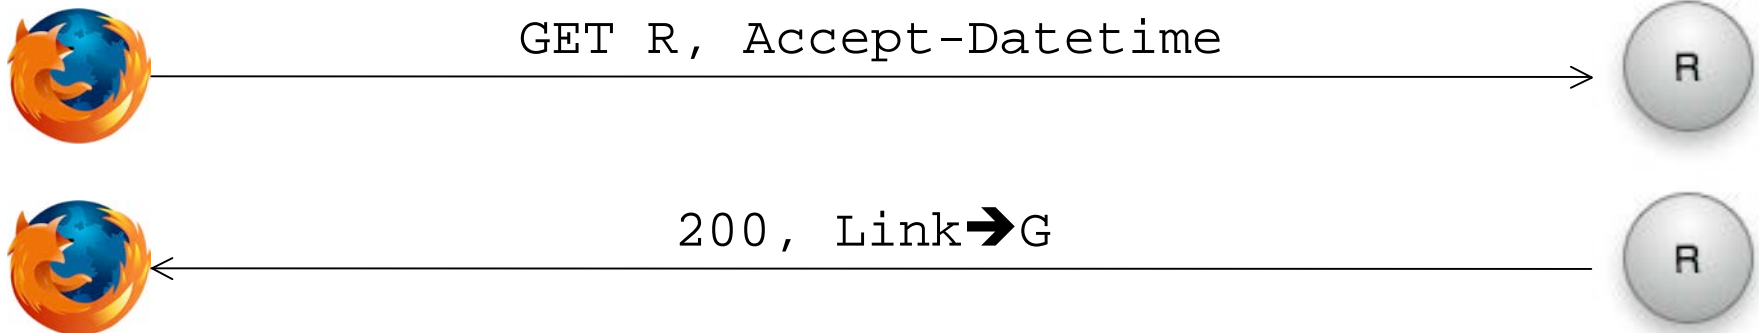 GET R, Accept-Datetime
R
200, Link➔G
R